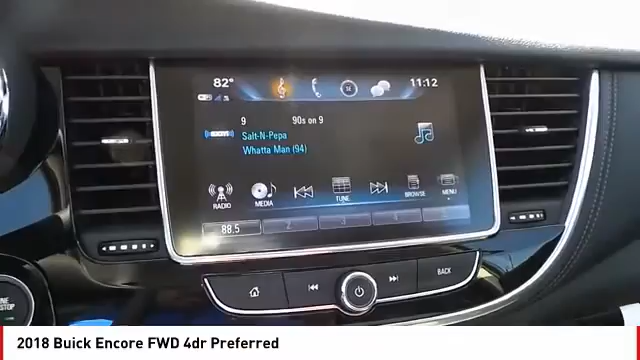 82°
11:12
9 90s on 9
Salt-N-Pepa
Whatta Man (94)
RADIO
MEDIA
TUNE
BROWSE
MENU
88.5
2
3
4
BACK
2018 Buick Encore FWD 4dr Preferred